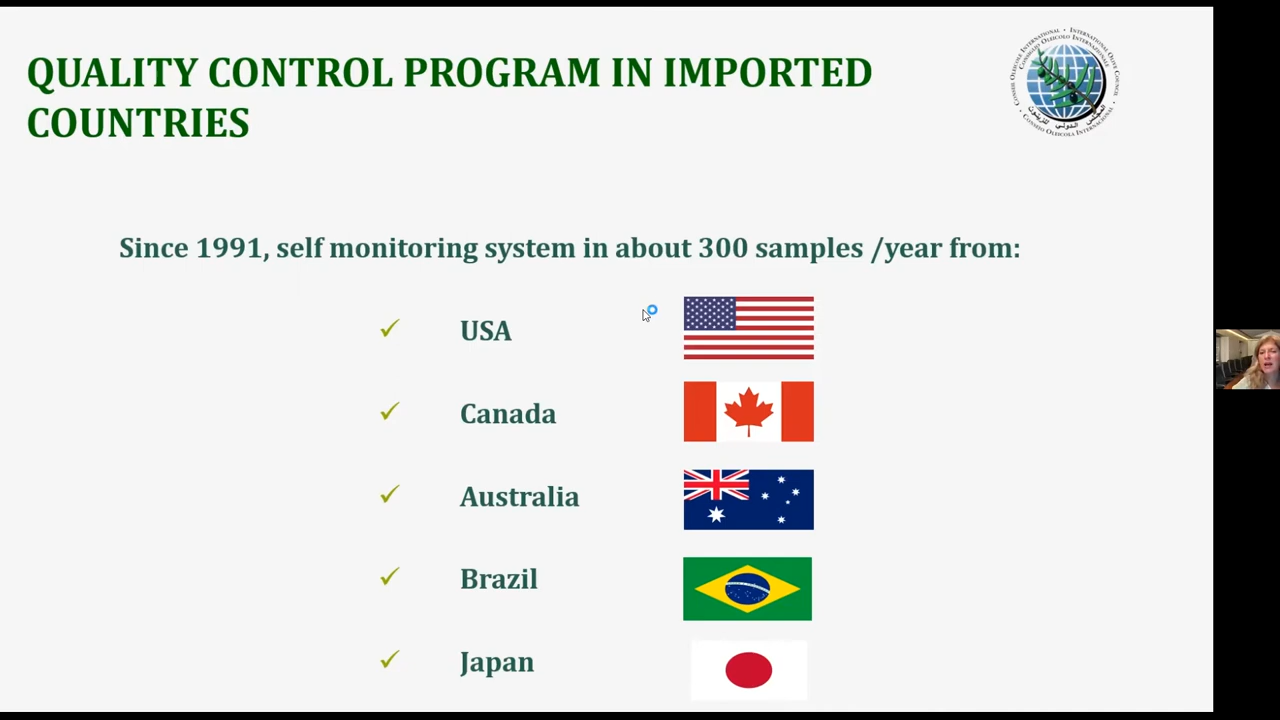 QUALITY CONTROL PROGRAM IN IMPORTED
COUNTRIES
Since 1991, self monitoring system in about 300 samples /year from:
✓ USA
✓ Canada
✓ Australia
✓ Brazil
✓ Japan